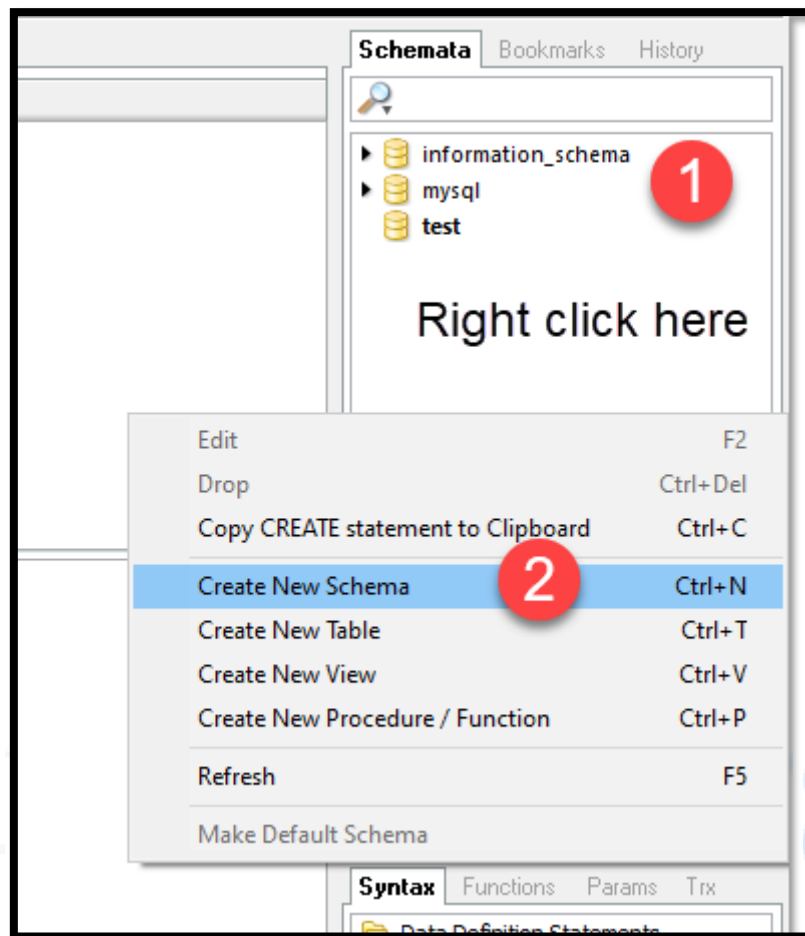 Schemata Bookmarks History
information_schema
1
mysql
test
Right click here
Edit F2
Drop Ctrl+Del
Copy CREATE statement to Clipboard Ctrl+C
2
Create New Schema Ctrl+N
Create New Table Ctrl+T
Create New View Ctrl+V
Create New Procedure / Function Ctrl+P
Refresh F5
Make Default Schema
Syntax Functions Params Trx
Data Definition Statements